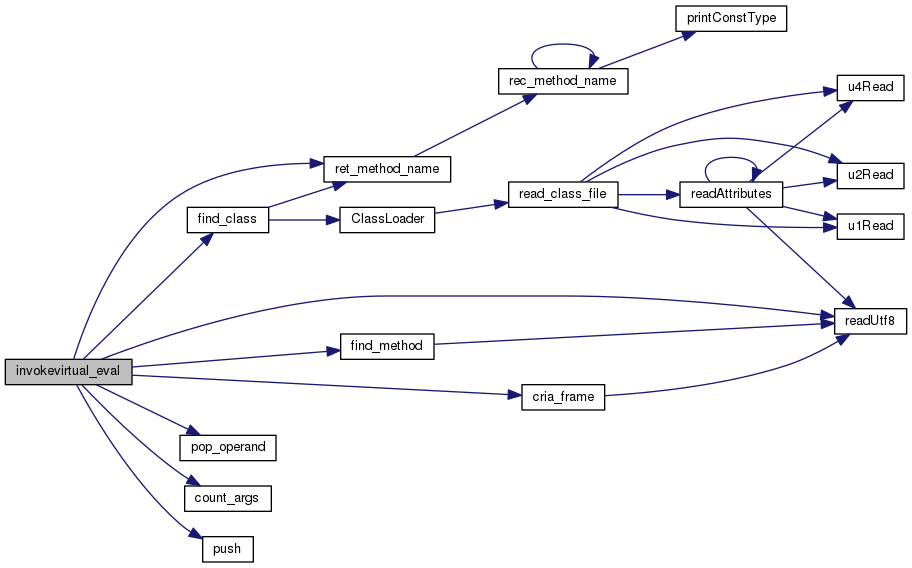 printConstType
rec_method_name
u4Read
ret_method_name
u2Read
read_class_file
readAttributes
find_class
ClassLoader
u1Read
readUtf8
find_method
invokevirtual_eval
cria_frame
pop_operand
count_args
push